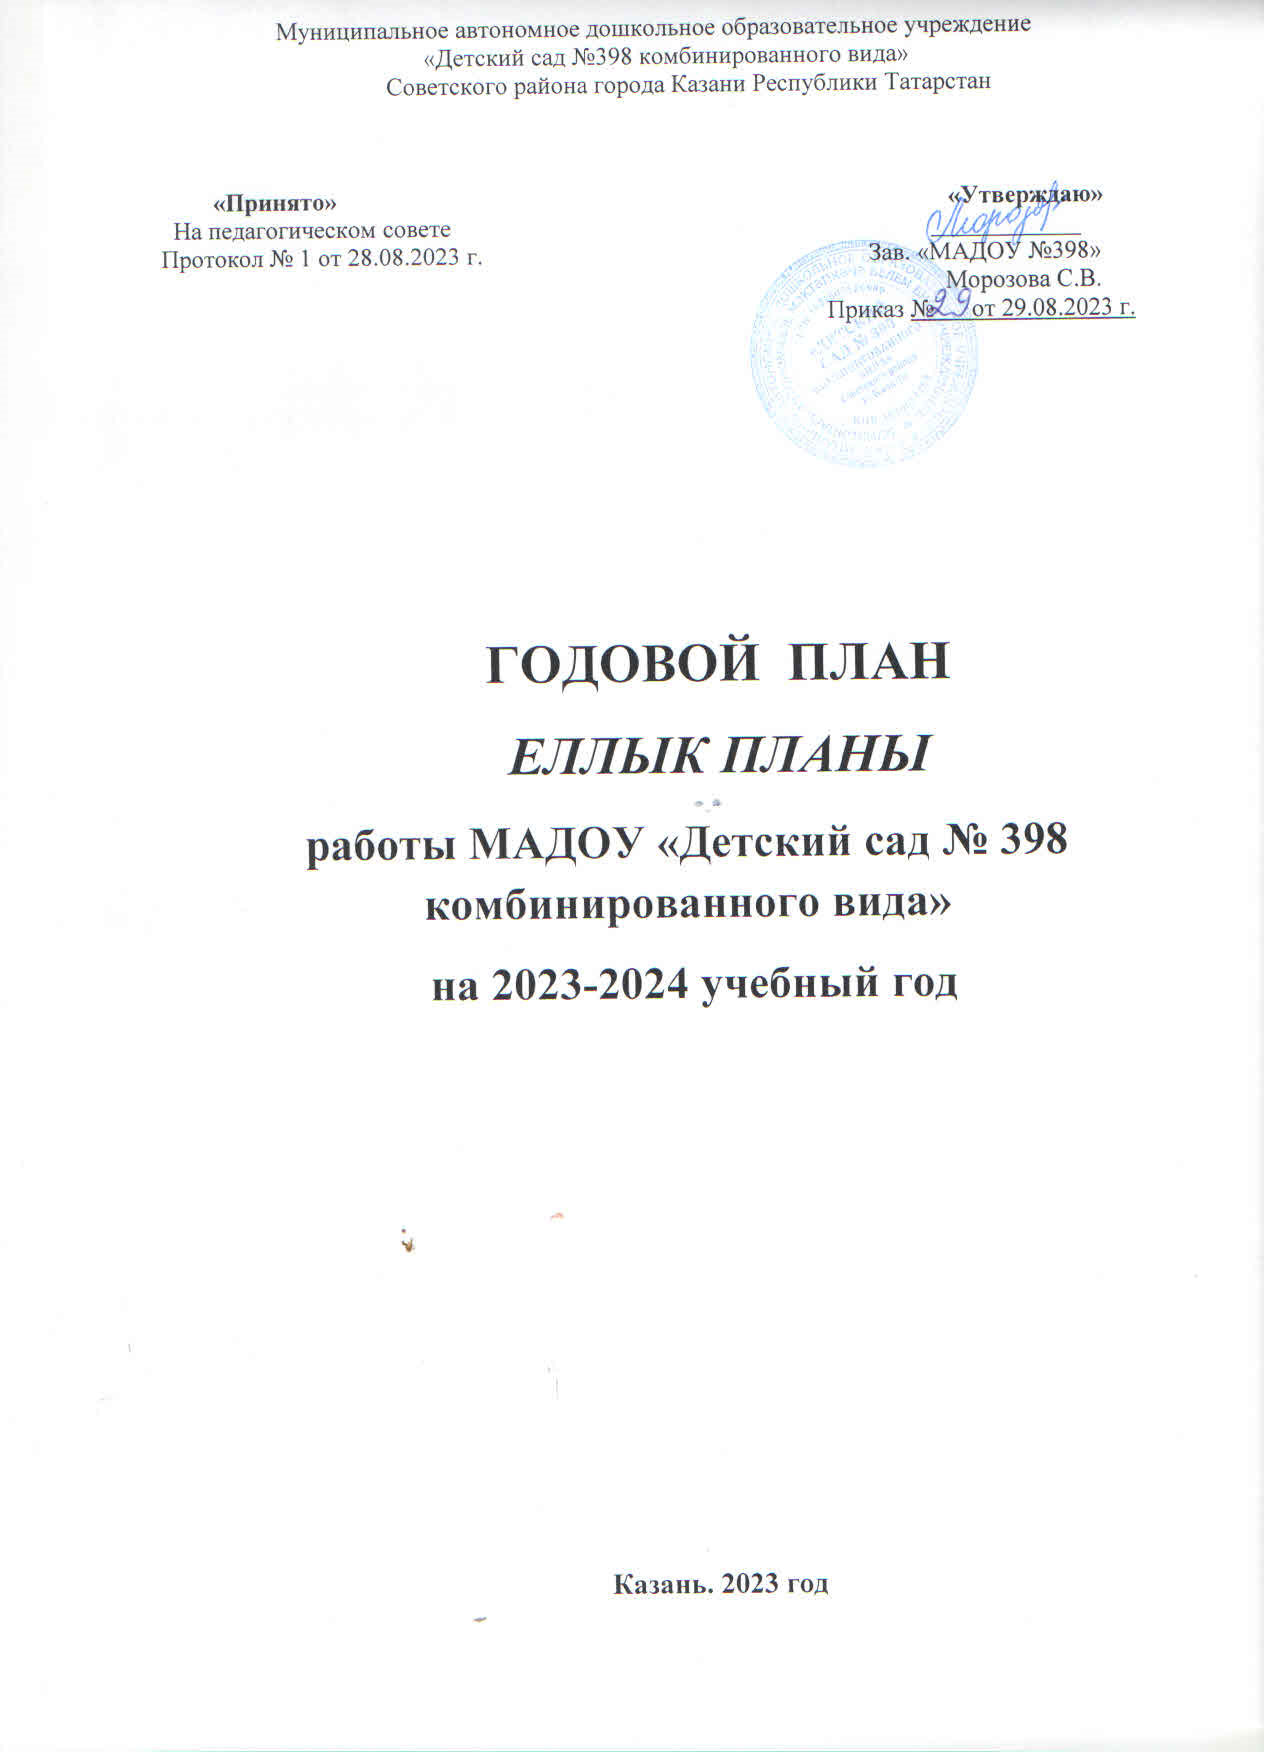 Муниципальное автономное дошкольное образовательное учреждение
«Детский сад №398 комбинированного вида»
Советского района города Казани Республики Татарстан
«Принято»
На педагогическом совете
Протокол № 1 от 28.08.2023 г.
«Утверждаю»
Зав. «МАДОУ №398»
Морозова С.В.
Приказ №29 от 29.08.2023 г.
ГОДОВОЙ ПЛАН
ЕЛЛЫК ПЛАНЫ
работы МАДОУ «Детский сад № 398
комбинированного вида»
на 2023-2024 учебный год
Казань. 2023 год